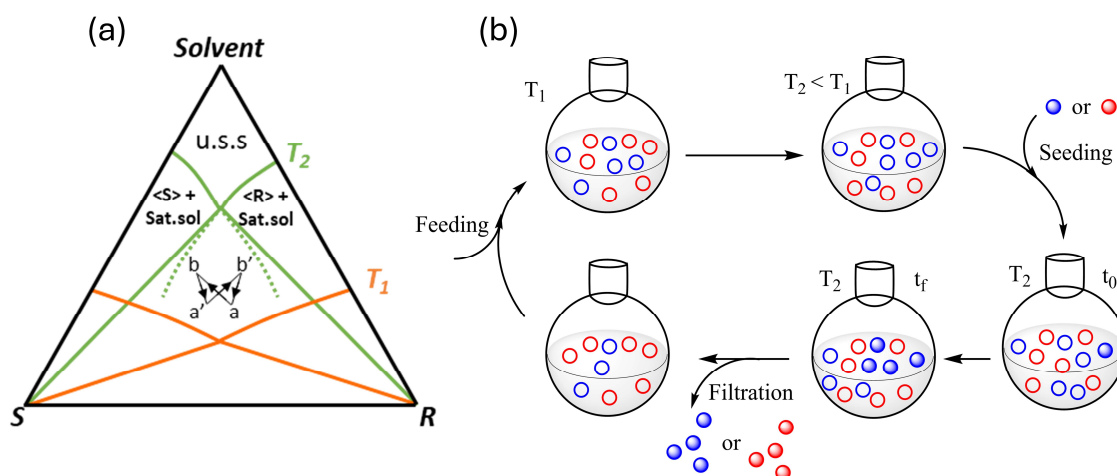 (a)
Solvent
u.s.s
T2
<S> +
Sat.sol
<R> +
Sat.sol
b
b'
a'
a
T1
S
R
(b)
T1
T2 < T1
or
Seeding
Feeding
T2
t0
T2
tf
Filtration
or